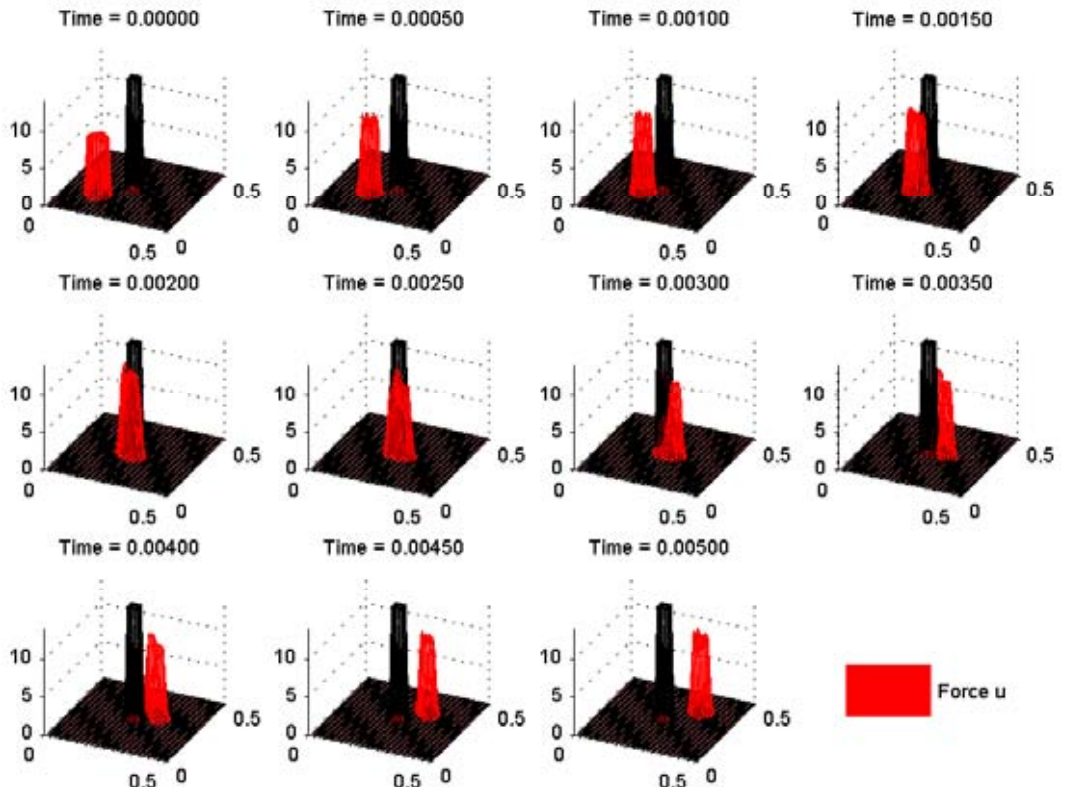 Time = 0.00000 Time = 0.00050 Time = 0.00100 Time = 0.00150
10 10 10 10
5 5 5 5
0 0.5 0 0.5 0 0.5 0 0.5
0 0 0 0
0.5 0 0.5 0 0.5 0 0.5 0
Time = 0.00200 Time = 0.00250 Time = 0.00300 Time = 0.00350
10 10 10 10
5 5 5 5
0 0.5 0 0.5 0 0.5 0 0.5
0 0 0 0
0.5 0 0.5 0 0.5 0 0.5 0
Time = 0.00400 Time = 0.00450 Time = 0.00500
10 10 10
5 5 5
0 0.5 0 0.5 0 0.5
0 0 0
0.5 0 0.5 0 0.5 0
Force u